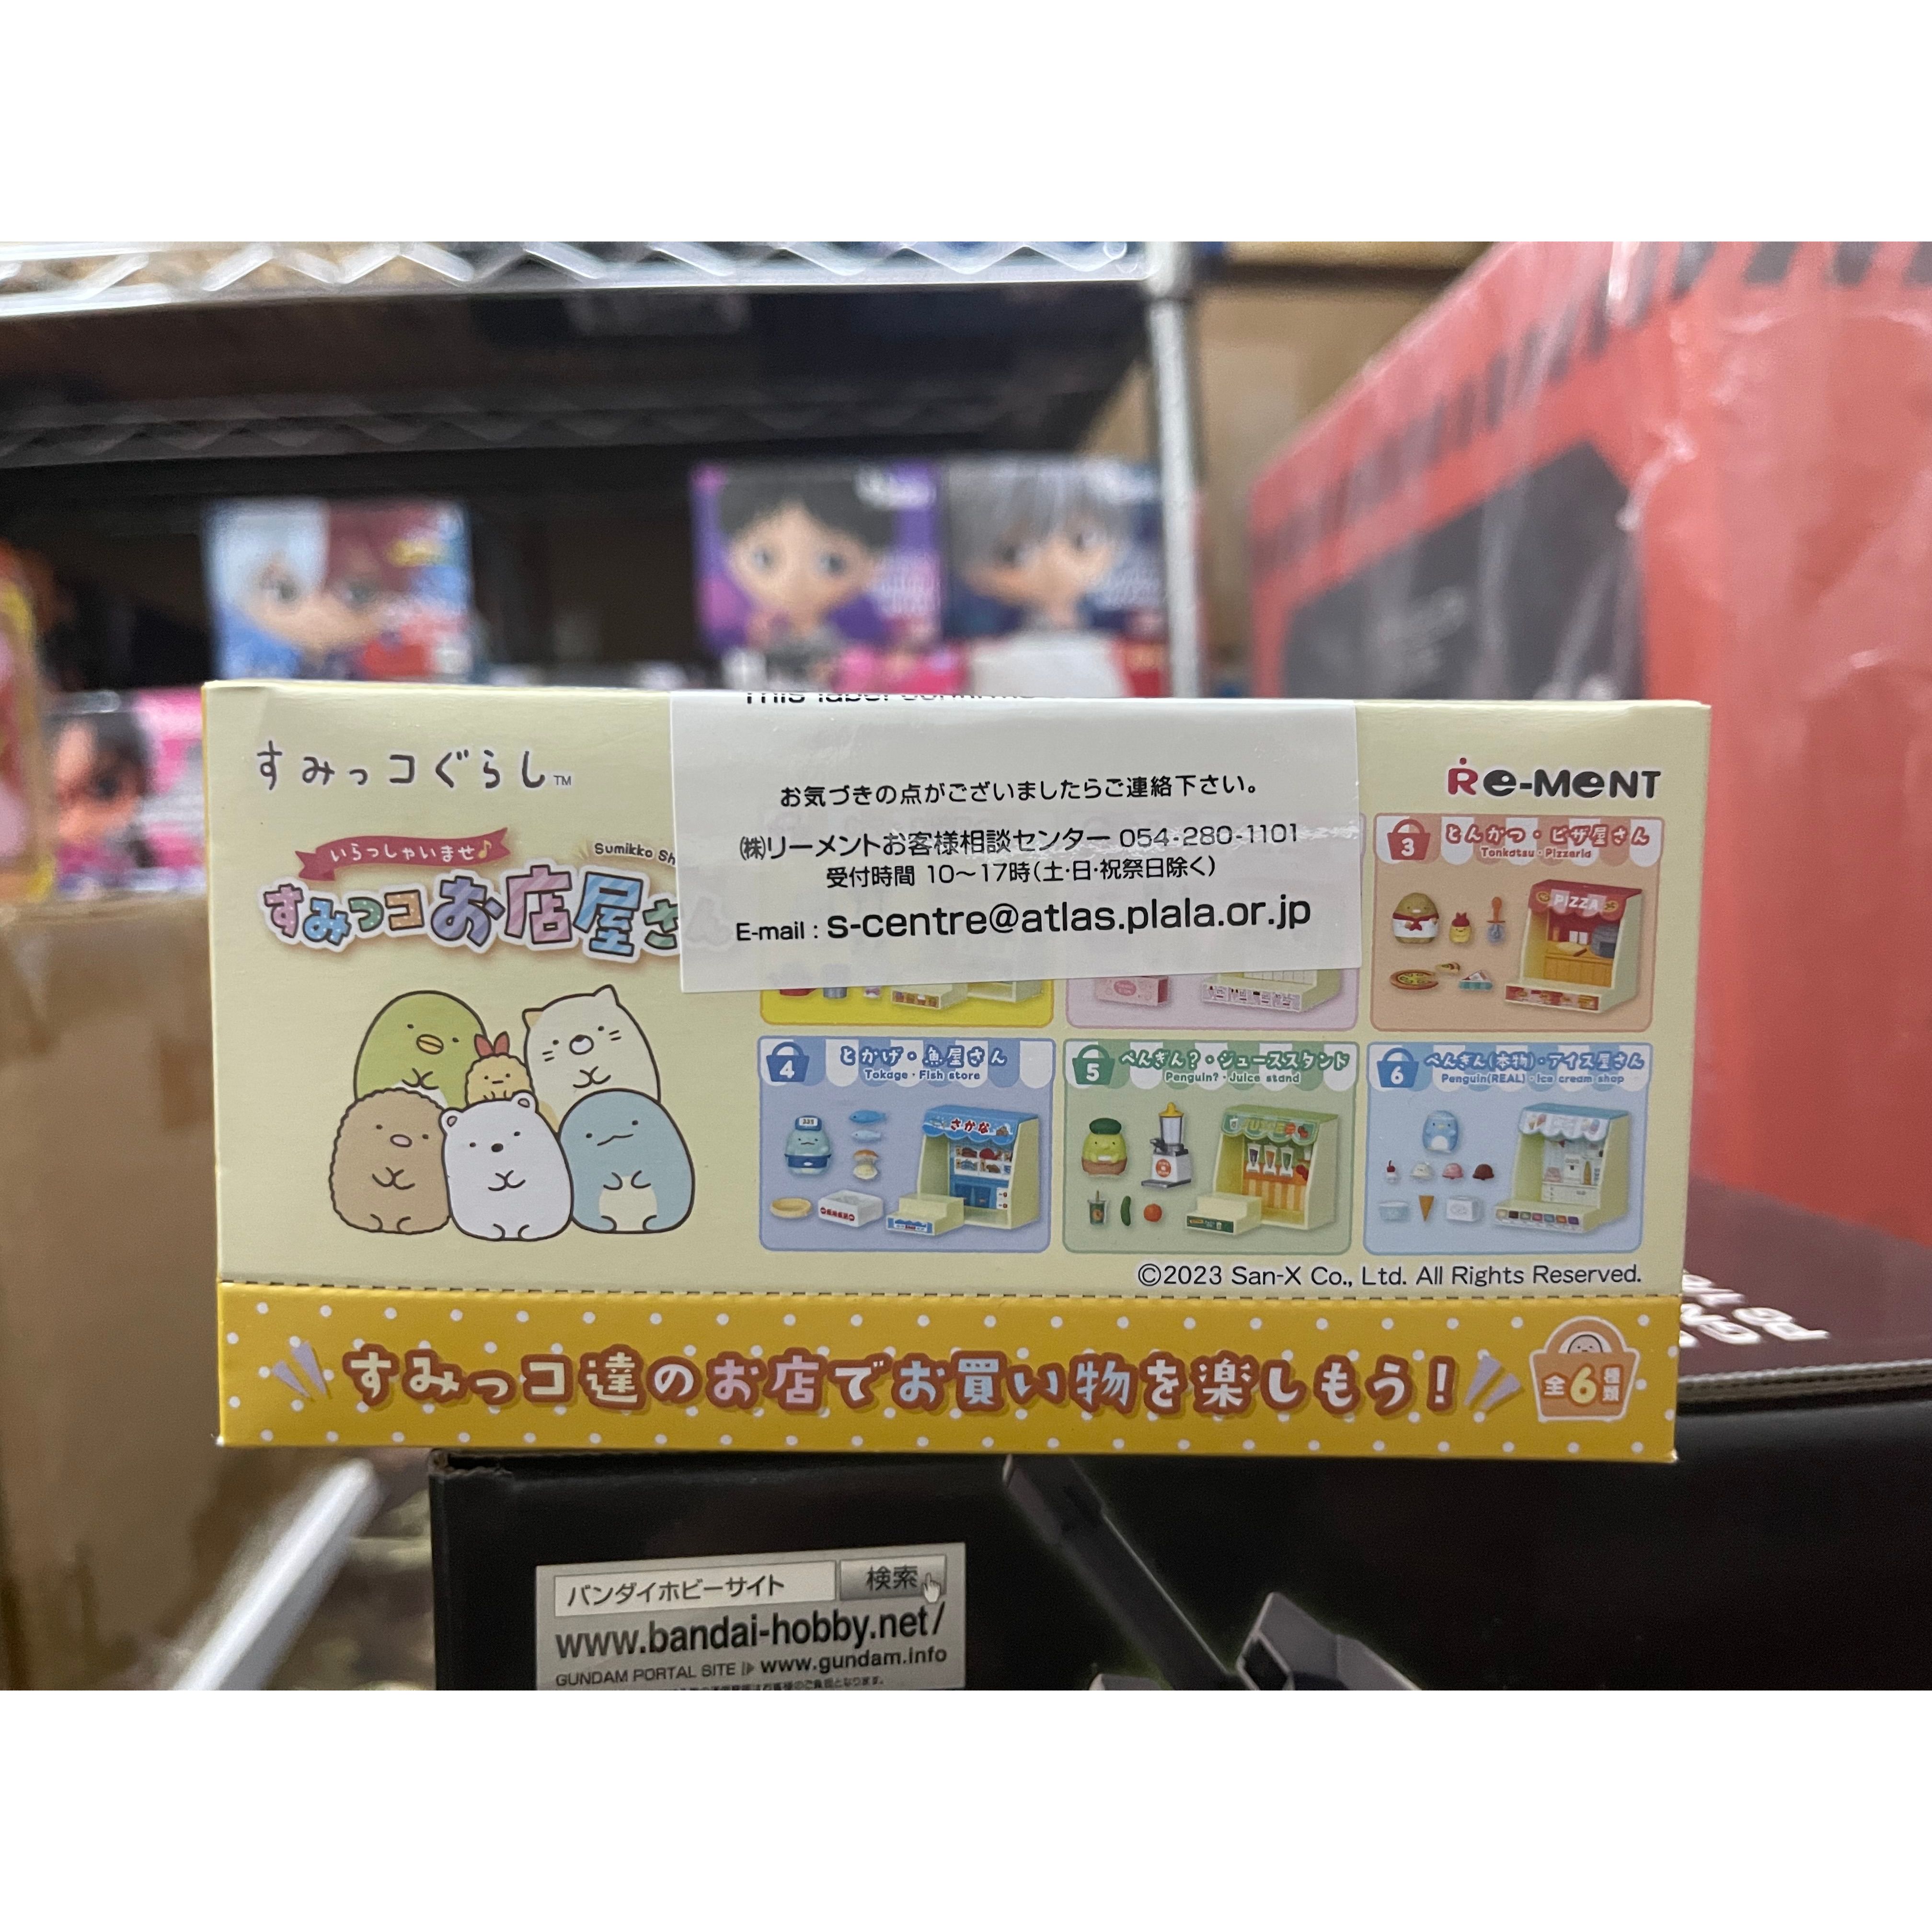 This label confirms
すみっコぐらし™
Re-MeNT
お気づきの点がございましたらご連絡下さい。
㈱リーメントお客様相談センター 054-280-1101
受付時間 10〜17時(土・日・祝祭日除く)
E-mail : s-centre@atlas.plala.or.jp
いらっしゃいませ♪
Sumikko Sh
すみっコお店屋さん
3 とんかつ・ピザ屋さん
Tonkatsu・Pizzeria
PIZZA
4 とかげ・魚屋さん
Tokage・Fish store
さかな
5 ぺんぎん？・ジューススタンド
Penguin?・Juice stand
JUICE
6 ぺんぎん(本物)・アイス屋さん
Penguin(REAL)・Ice cream shop
©2023 San-X Co., Ltd. All Rights Reserved.
すみっコ達のお店でお買い物を楽しもう！
全6種類
バンダイホビーサイト 検索
www.bandai-hobby.net/
GUNDAM PORTAL SITE www.gundam.info